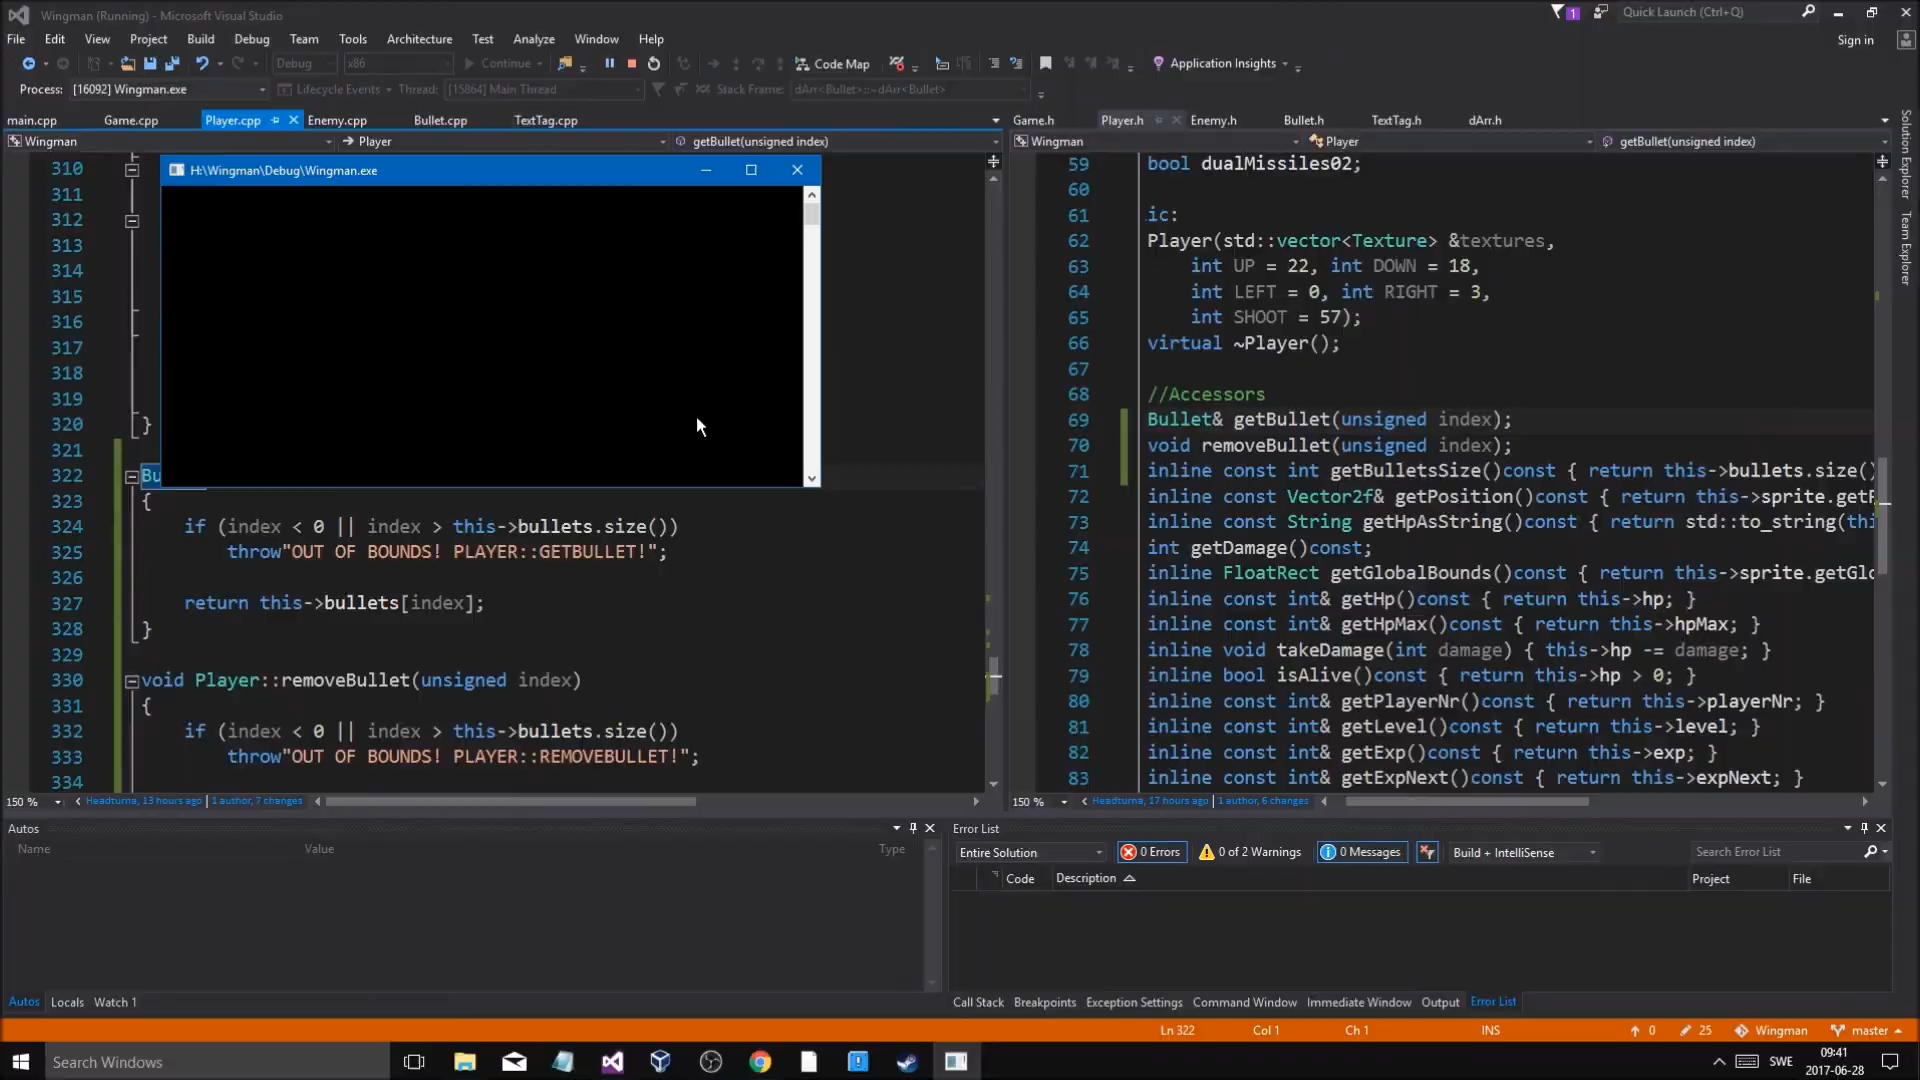 Wingman (Running) - Microsoft Visual Studio
1
Quick Launch (Ctrl+Q)
File Edit View Project Build Debug Team Tools Architecture Test Analyze Window Help
Sign in
Debug x86 Continue Code Map Application Insights
Process: [16092] Wingman.exe Lifecycle Events Thread: [15864] Main Thread Stack Frame: dArr<Bullet>::~dArr<Bullet>
main.cpp Game.cpp Player.cpp Enemy.cpp Bullet.cpp TextTag.cpp
Wingman Player getBullet(unsigned index)
310
311
312
313
314
315
316
317
318
319
320 }
321
322 Bu
323 {
324 if (index < 0 || index > this->bullets.size())
325 throw"OUT OF BOUNDS! PLAYER::GETBULLET!";
326
327 return this->bullets[index];
328 }
329
330 void Player::removeBullet(unsigned index)
331 {
332 if (index < 0 || index > this->bullets.size())
333 throw"OUT OF BOUNDS! PLAYER::REMOVEBULLET!";
334
150 % Headturna, 13 hours ago | 1 author, 7 changes
H:\Wingman\Debug\Wingman.exe
Game.h Player.h Enemy.h Bullet.h TextTag.h dArr.h
Wingman Player getBullet(unsigned index)
59 bool dualMissiles02;
60
61 ic:
62 Player(std::vector<Texture> &textures,
63 int UP = 22, int DOWN = 18,
64 int LEFT = 0, int RIGHT = 3,
65 int SHOOT = 57);
66 virtual ~Player();
67
68 //Accessors
69 Bullet& getBullet(unsigned index);
70 void removeBullet(unsigned index);
71 inline const int getBulletsSize()const { return this->bullets.size()
72 inline const Vector2f& getPosition()const { return this->sprite.getP
73 inline const String getHpAsString()const { return std::to_string(thi
74 int getDamage()const;
75 inline FloatRect getGlobalBounds()const { return this->sprite.getGlo
76 inline const int& getHp()const { return this->hp; }
77 inline const int& getHpMax()const { return this->hpMax; }
78 inline void takeDamage(int damage) { this->hp -= damage; }
79 inline bool isAlive()const { return this->hp > 0; }
80 inline const int& getPlayerNr()const { return this->playerNr; }
81 inline const int& getLevel()const { return this->level; }
82 inline const int& getExp()const { return this->exp; }
83 inline const int& getExpNext()const { return this->expNext; }
150 % Headturna, 17 hours ago | 1 author, 6 changes
Solution Explorer
Team Explorer
Autos
Name Value Type
Autos Locals Watch 1
Error List
Entire Solution 0 Errors 0 of 2 Warnings 0 Messages Build + IntelliSense Search Error List
Code Description Project File
Call Stack Breakpoints Exception Settings Command Window Immediate Window Output Error List
Ln 322 Col 1 Ch 1 INS 0 25 Wingman master
Search Windows
SWE
09:41
2017-06-28